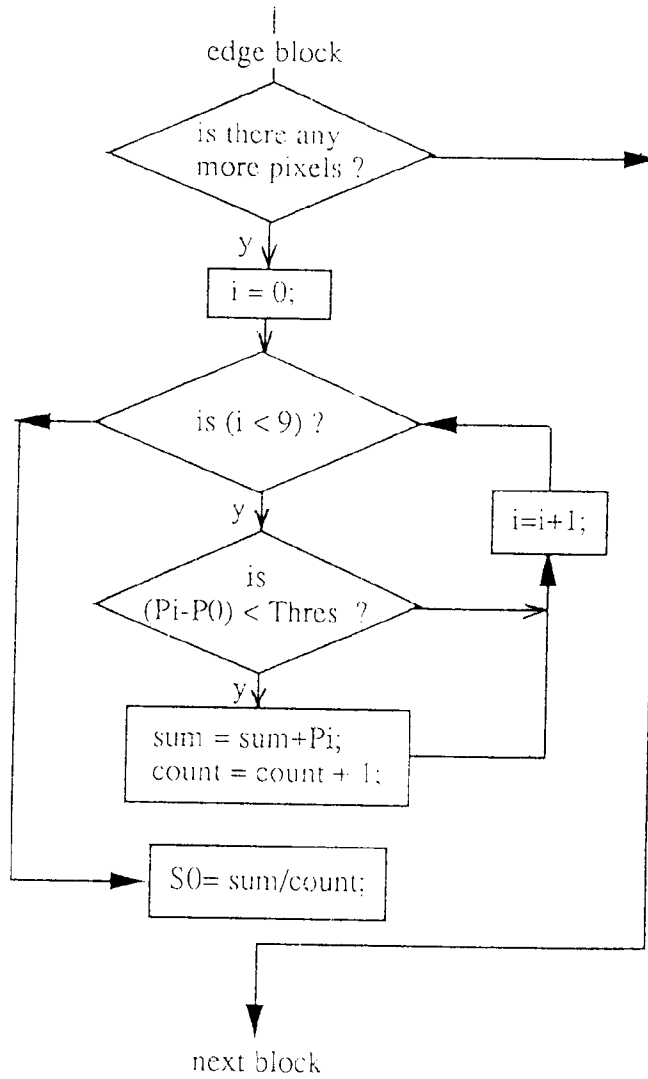 edge block
is there any
more pixels ?
y
i = 0;
is (i < 9) ?
y
i=i+1;
is
(Pi-P0) < Thres ?
y
sum = sum+Pi;
count = count + 1;
S0= sum/count;
next block